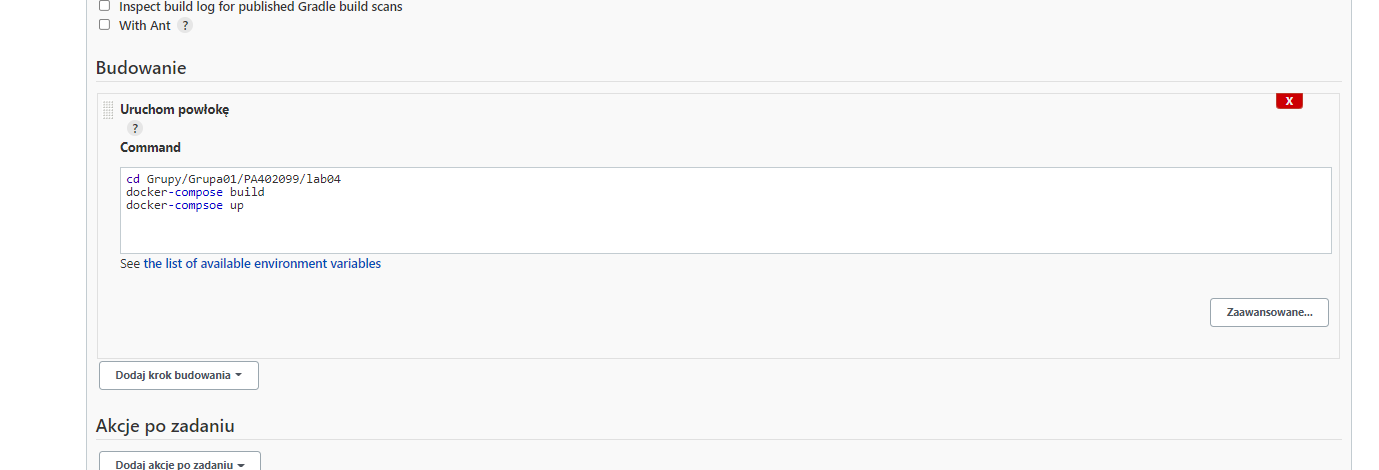 Inspect build log for published Gradle build scans
With Ant ?
Budowanie
Uruchom powłokę
X
?
Command
cd Grupy/Grupa01/PA402099/lab04
docker-compose build
docker-compsoe up
See the list of available environment variables
Zaawansowane...
Dodaj krok budowania
Akcje po zadaniu
Dodaj akcje po zadaniu